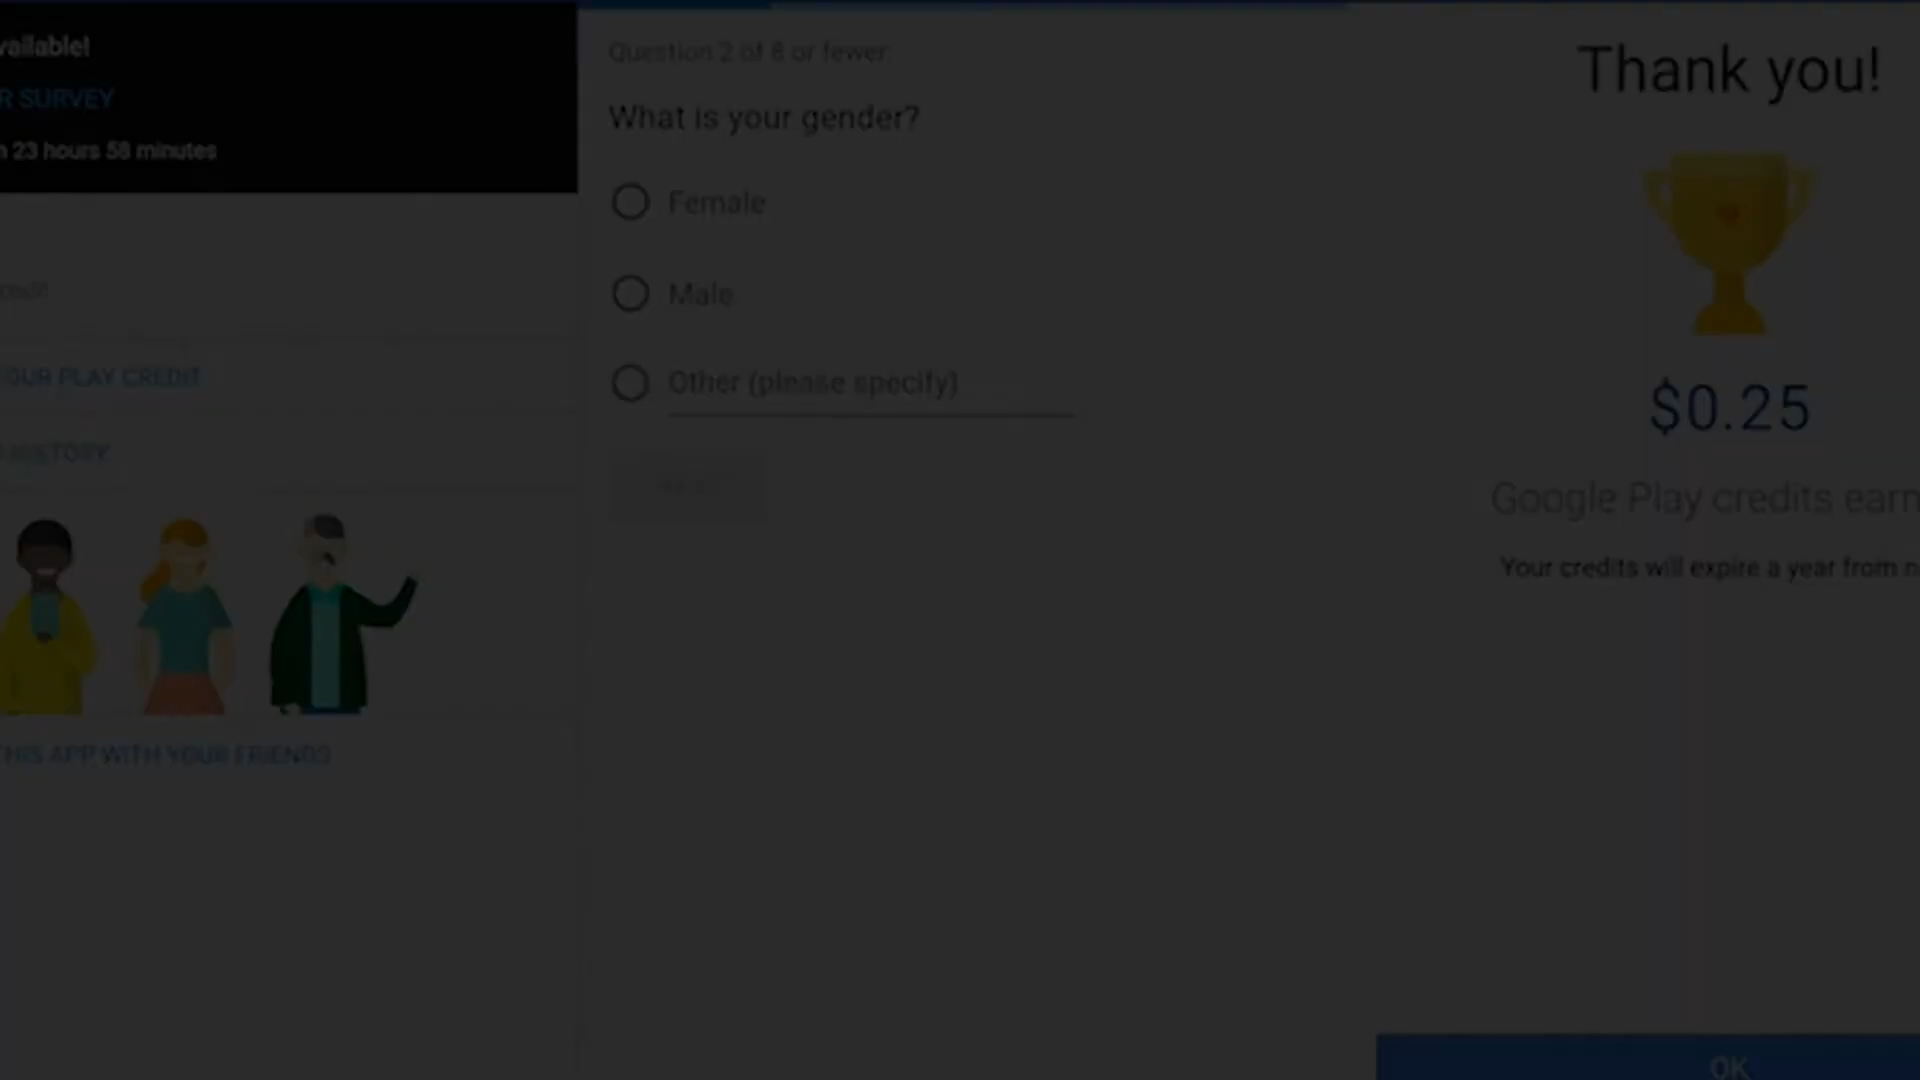 vailable!
R SURVEY
n 23 hours 58 minutes
credit
OUR PLAY CREDIT
HISTORY
THIS APP WITH YOUR FRIENDS
Question 2 of 8 or fewer
What is your gender?
Female
Male
Other (please specify)
NEXT
Thank you!
$0.25
Google Play credits earn
Your credits will expire a year from n
OK